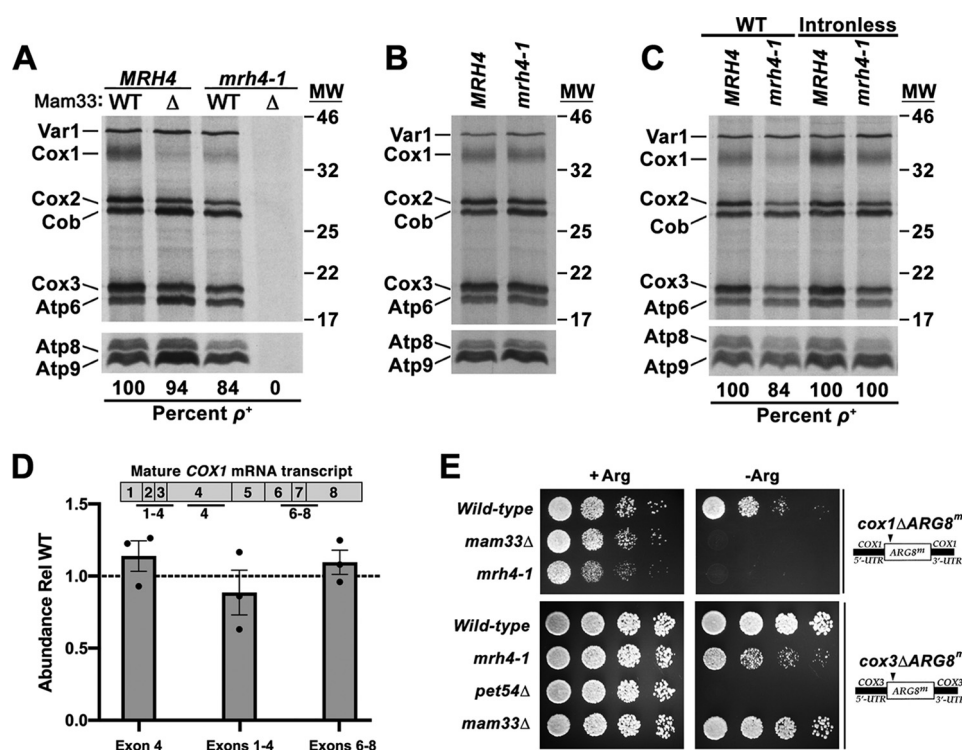 A
MRH4 mrh4-1
Mam33: WT Δ WT Δ MW
Var1
Cox1
Cox2
Cob
Cox3
Atp6
Atp8
Atp9
46
32
25
22
17
100 94 84 0
Percent ρ+
B
MRH4 mrh4-1
MW
Var1
Cox1
Cox2
Cob
Cox3
Atp6
Atp8
Atp9
46
32
25
22
17
C
WT Intronless
MRH4 mrh4-1 MRH4 mrh4-1
MW
Var1
Cox1
Cox2
Cob
Cox3
Atp6
Atp8
Atp9
46
32
25
22
17
100 84 100 100
Percent ρ+
D
Mature COX1 mRNA transcript
1 2 3 4 5 6 7 8
1-4 4 6-8
Abundance Rel WT
1.5
1.0
0.5
0.0
Exon 4 Exons 1-4 Exons 6-8
E
+ Arg -Arg
Wild-type
mam33Δ
mrh4-1
cox1ΔARG8m
COX1 ARG8m COX1
5'-UTR 3'-UTR
Wild-type
mrh4-1
pet54Δ
mam33Δ
cox3ΔARG8m
COX3 ARG8m COX3
5'-UTR 3'-UTR